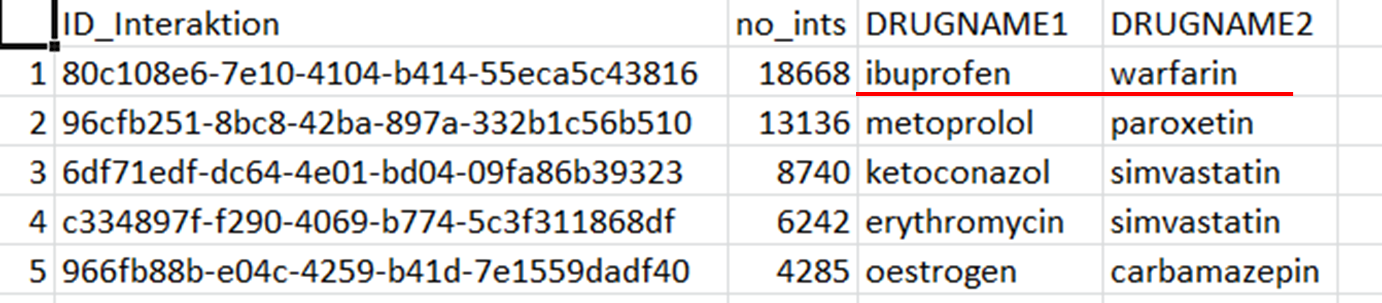 ID_Interaktion no_ints DRUGNAME1 DRUGNAME2
1 80c108e6-7e10-4104-b414-55eca5c43816 18668 ibuprofen warfarin
2 96cfb251-8bc8-42ba-897a-332b1c56b510 13136 metoprolol paroxetin
3 6df71edf-dc64-4e01-bd04-09fa86b39323 8740 ketoconazol simvastatin
4 c334897f-f290-4069-b774-5c3f311868df 6242 erythromycin simvastatin
5 966fb88b-e04c-4259-b41d-7e1559dadf40 4285 oestrogen carbamazepin